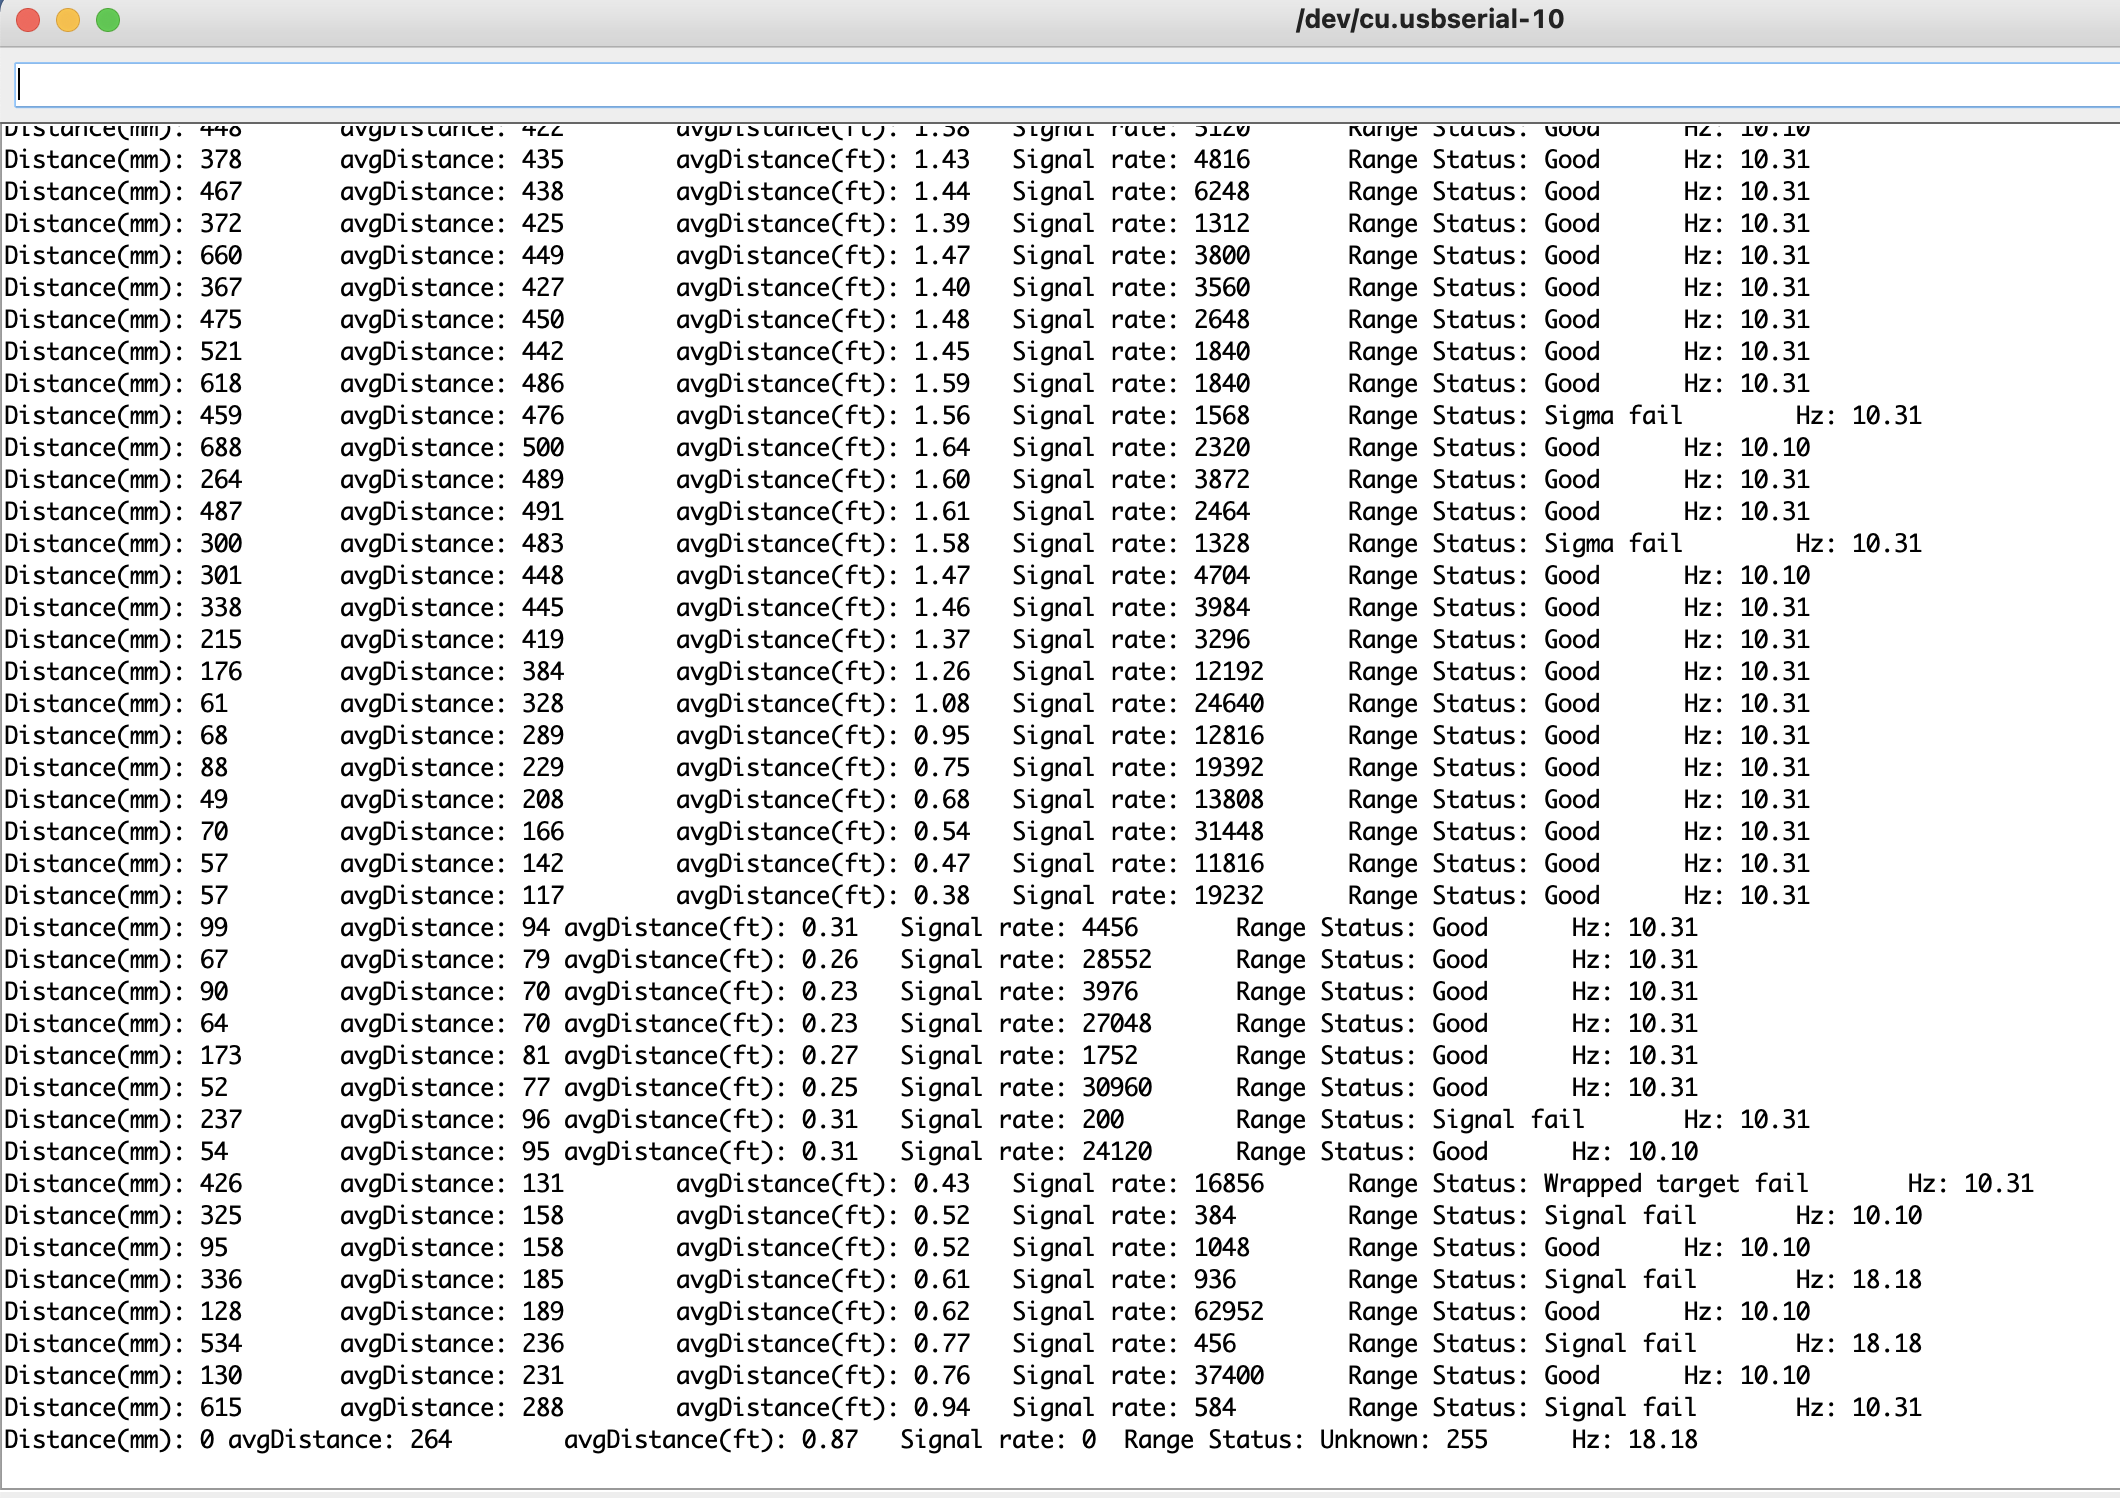 /dev/cu.usbserial-10
Distance(mm): 448 avgDistance: 422 avgDistance(ft): 1.38 Signal rate: 5120 Range Status: Good Hz: 10.10
Distance(mm): 378 avgDistance: 435 avgDistance(ft): 1.43 Signal rate: 4816 Range Status: Good Hz: 10.31
Distance(mm): 467 avgDistance: 438 avgDistance(ft): 1.44 Signal rate: 6248 Range Status: Good Hz: 10.31
Distance(mm): 372 avgDistance: 425 avgDistance(ft): 1.39 Signal rate: 1312 Range Status: Good Hz: 10.31
Distance(mm): 660 avgDistance: 449 avgDistance(ft): 1.47 Signal rate: 3800 Range Status: Good Hz: 10.31
Distance(mm): 367 avgDistance: 427 avgDistance(ft): 1.40 Signal rate: 3560 Range Status: Good Hz: 10.31
Distance(mm): 475 avgDistance: 450 avgDistance(ft): 1.48 Signal rate: 2648 Range Status: Good Hz: 10.31
Distance(mm): 521 avgDistance: 442 avgDistance(ft): 1.45 Signal rate: 1840 Range Status: Good Hz: 10.31
Distance(mm): 618 avgDistance: 486 avgDistance(ft): 1.59 Signal rate: 1840 Range Status: Good Hz: 10.31
Distance(mm): 459 avgDistance: 476 avgDistance(ft): 1.56 Signal rate: 1568 Range Status: Sigma fail Hz: 10.31
Distance(mm): 688 avgDistance: 500 avgDistance(ft): 1.64 Signal rate: 2320 Range Status: Good Hz: 10.10
Distance(mm): 264 avgDistance: 489 avgDistance(ft): 1.60 Signal rate: 3872 Range Status: Good Hz: 10.31
Distance(mm): 487 avgDistance: 491 avgDistance(ft): 1.61 Signal rate: 2464 Range Status: Good Hz: 10.31
Distance(mm): 300 avgDistance: 483 avgDistance(ft): 1.58 Signal rate: 1328 Range Status: Sigma fail Hz: 10.31
Distance(mm): 301 avgDistance: 448 avgDistance(ft): 1.47 Signal rate: 4704 Range Status: Good Hz: 10.10
Distance(mm): 338 avgDistance: 445 avgDistance(ft): 1.46 Signal rate: 3984 Range Status: Good Hz: 10.31
Distance(mm): 215 avgDistance: 419 avgDistance(ft): 1.37 Signal rate: 3296 Range Status: Good Hz: 10.31
Distance(mm): 176 avgDistance: 384 avgDistance(ft): 1.26 Signal rate: 12192 Range Status: Good Hz: 10.31
Distance(mm): 61 avgDistance: 328 avgDistance(ft): 1.08 Signal rate: 24640 Range Status: Good Hz: 10.31
Distance(mm): 68 avgDistance: 289 avgDistance(ft): 0.95 Signal rate: 12816 Range Status: Good Hz: 10.31
Distance(mm): 88 avgDistance: 229 avgDistance(ft): 0.75 Signal rate: 19392 Range Status: Good Hz: 10.31
Distance(mm): 49 avgDistance: 208 avgDistance(ft): 0.68 Signal rate: 13808 Range Status: Good Hz: 10.31
Distance(mm): 70 avgDistance: 166 avgDistance(ft): 0.54 Signal rate: 31448 Range Status: Good Hz: 10.31
Distance(mm): 57 avgDistance: 142 avgDistance(ft): 0.47 Signal rate: 11816 Range Status: Good Hz: 10.31
Distance(mm): 57 avgDistance: 117 avgDistance(ft): 0.38 Signal rate: 19232 Range Status: Good Hz: 10.31
Distance(mm): 99 avgDistance: 94 avgDistance(ft): 0.31 Signal rate: 4456 Range Status: Good Hz: 10.31
Distance(mm): 67 avgDistance: 79 avgDistance(ft): 0.26 Signal rate: 28552 Range Status: Good Hz: 10.31
Distance(mm): 90 avgDistance: 70 avgDistance(ft): 0.23 Signal rate: 3976 Range Status: Good Hz: 10.31
Distance(mm): 64 avgDistance: 70 avgDistance(ft): 0.23 Signal rate: 27048 Range Status: Good Hz: 10.31
Distance(mm): 173 avgDistance: 81 avgDistance(ft): 0.27 Signal rate: 1752 Range Status: Good Hz: 10.31
Distance(mm): 52 avgDistance: 77 avgDistance(ft): 0.25 Signal rate: 30960 Range Status: Good Hz: 10.31
Distance(mm): 237 avgDistance: 96 avgDistance(ft): 0.31 Signal rate: 200 Range Status: Signal fail Hz: 10.31
Distance(mm): 54 avgDistance: 95 avgDistance(ft): 0.31 Signal rate: 24120 Range Status: Good Hz: 10.10
Distance(mm): 426 avgDistance: 131 avgDistance(ft): 0.43 Signal rate: 16856 Range Status: Wrapped target fail Hz: 10.31
Distance(mm): 325 avgDistance: 158 avgDistance(ft): 0.52 Signal rate: 384 Range Status: Signal fail Hz: 10.10
Distance(mm): 95 avgDistance: 158 avgDistance(ft): 0.52 Signal rate: 1048 Range Status: Good Hz: 10.10
Distance(mm): 336 avgDistance: 185 avgDistance(ft): 0.61 Signal rate: 936 Range Status: Signal fail Hz: 18.18
Distance(mm): 128 avgDistance: 189 avgDistance(ft): 0.62 Signal rate: 62952 Range Status: Good Hz: 10.10
Distance(mm): 534 avgDistance: 236 avgDistance(ft): 0.77 Signal rate: 456 Range Status: Signal fail Hz: 18.18
Distance(mm): 130 avgDistance: 231 avgDistance(ft): 0.76 Signal rate: 37400 Range Status: Good Hz: 10.10
Distance(mm): 615 avgDistance: 288 avgDistance(ft): 0.94 Signal rate: 584 Range Status: Signal fail Hz: 10.31
Distance(mm): 0 avgDistance: 264 avgDistance(ft): 0.87 Signal rate: 0 Range Status: Unknown: 255 Hz: 18.18